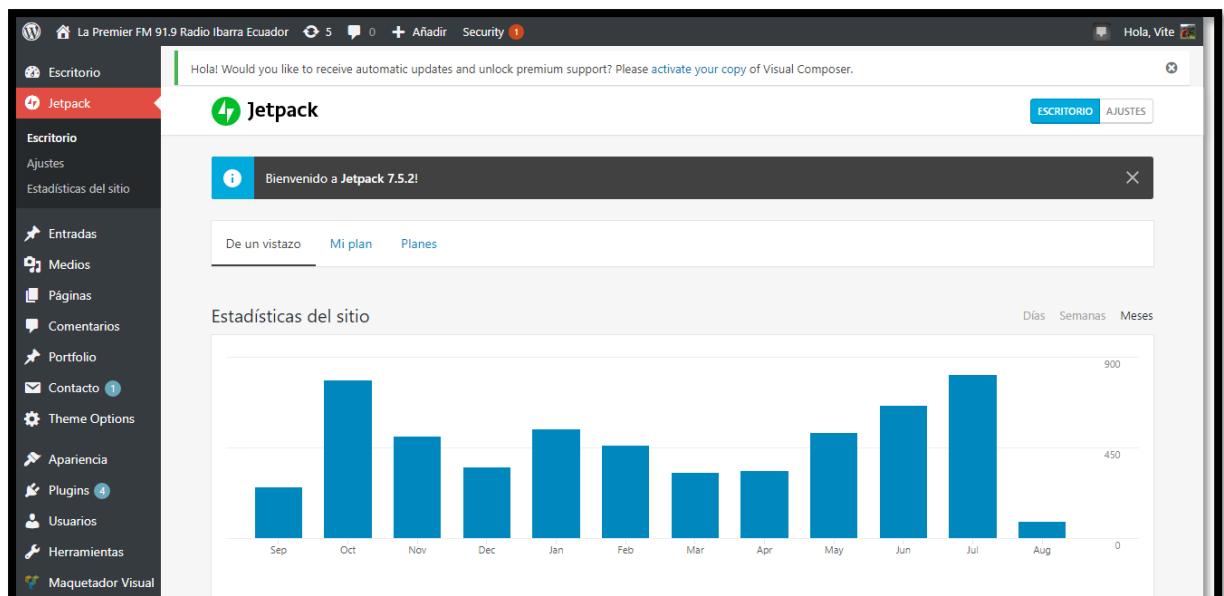 La Premier FM 91.9 Radio Ibarra Ecuador 5 0 Añadir Security 1 Hola, Vite
Escritorio
Jetpack
Escritorio
Ajustes
Estadísticas del sitio
Entradas
Medios
Páginas
Comentarios
Portfolio
Contacto 1
Theme Options
Apariencia
Plugins 4
Usuarios
Herramientas
Maquetador Visual
Hola! Would you like to receive automatic updates and unlock premium support? Please activate your copy of Visual Composer.
Jetpack
ESCRITORIO AJUSTES
Bienvenido a Jetpack 7.5.2!
De un vistazo Mi plan Planes
Estadísticas del sitio Días Semanas Meses
900
450
0
Sep Oct Nov Dec Jan Feb Mar Apr May Jun Jul Aug